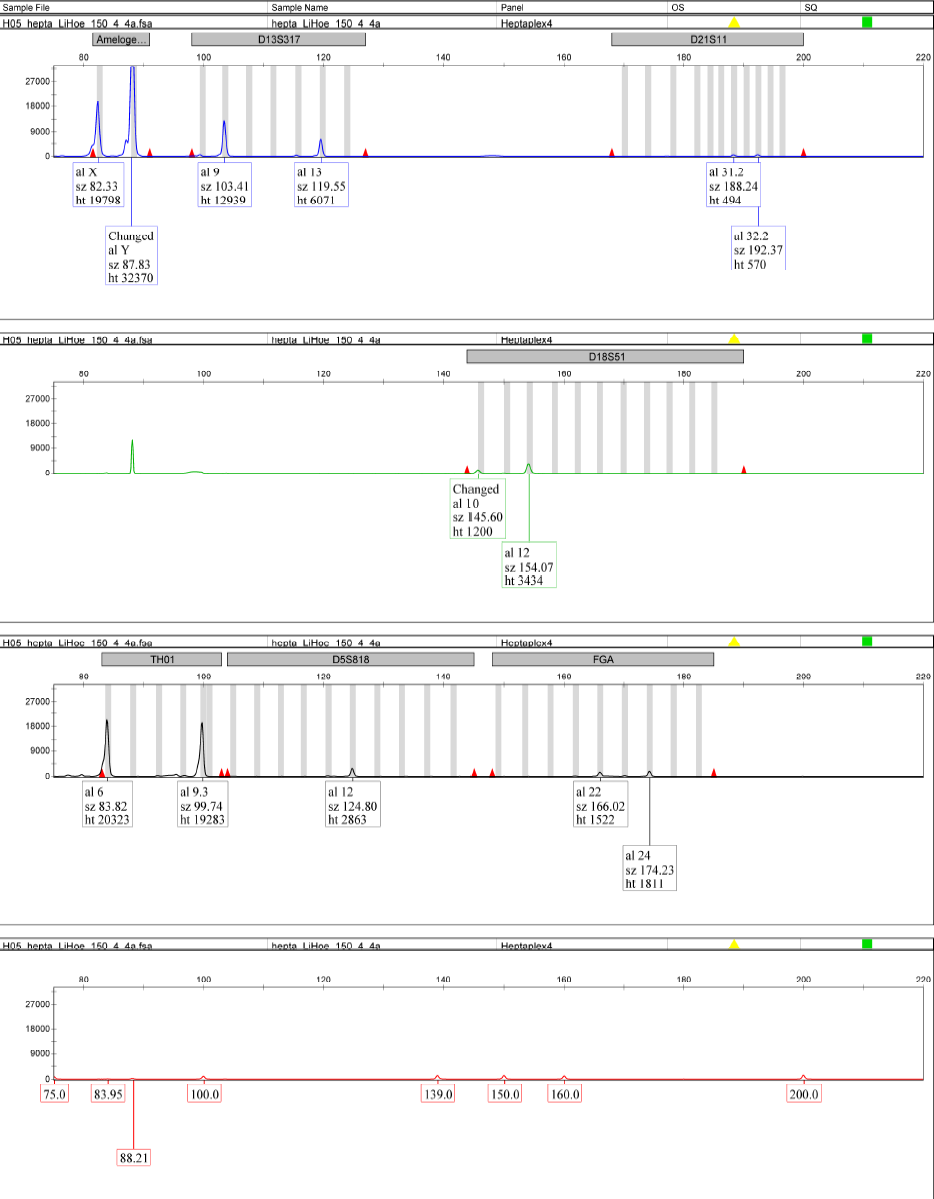 Sample File Sample Name Panel OS SQ
H05_hepta_LiHoe_150_4_4a.fsa hepta_LiHoe_150_4_4a Heptaplex4
Ameloge... D13S317 D21S11
80 100 120 140 160 180 200 220
27000
18000
9000
0
al X
sz 82.33
ht 19798
al 9
sz 103.41
ht 12939
al 13
sz 119.55
ht 6071
al 31.2
sz 188.24
ht 494
Changed
al Y
sz 87.83
ht 32370
al 32.2
sz 192.37
ht 570
H05_hepta_LiHoe_150_4_4a.fsa hepta_LiHoe_150_4_4a Heptaplex4
D18S51
80 100 120 140 160 180 200 220
27000
18000
9000
0
Changed
al 10
sz 145.60
ht 1200
al 12
sz 154.07
ht 3434
H05_hepta_LiHoe_150_4_4a.fsa hepta_LiHoe_150_4_4a Heptaplex4
TH01 D5S818 FGA
80 100 120 140 160 180 200 220
27000
18000
9000
0
al 6
sz 83.82
ht 20323
al 9.3
sz 99.74
ht 19283
al 12
sz 124.80
ht 2863
al 22
sz 166.02
ht 1522
al 24
sz 174.23
ht 1811
H05_hepta_LiHoe_150_4_4a.fsa hepta_LiHoe_150_4_4a Heptaplex4
80 100 120 140 160 180 200 220
27000
18000
9000
0
75.0 83.95 100.0 139.0 150.0 160.0 200.0
88.21